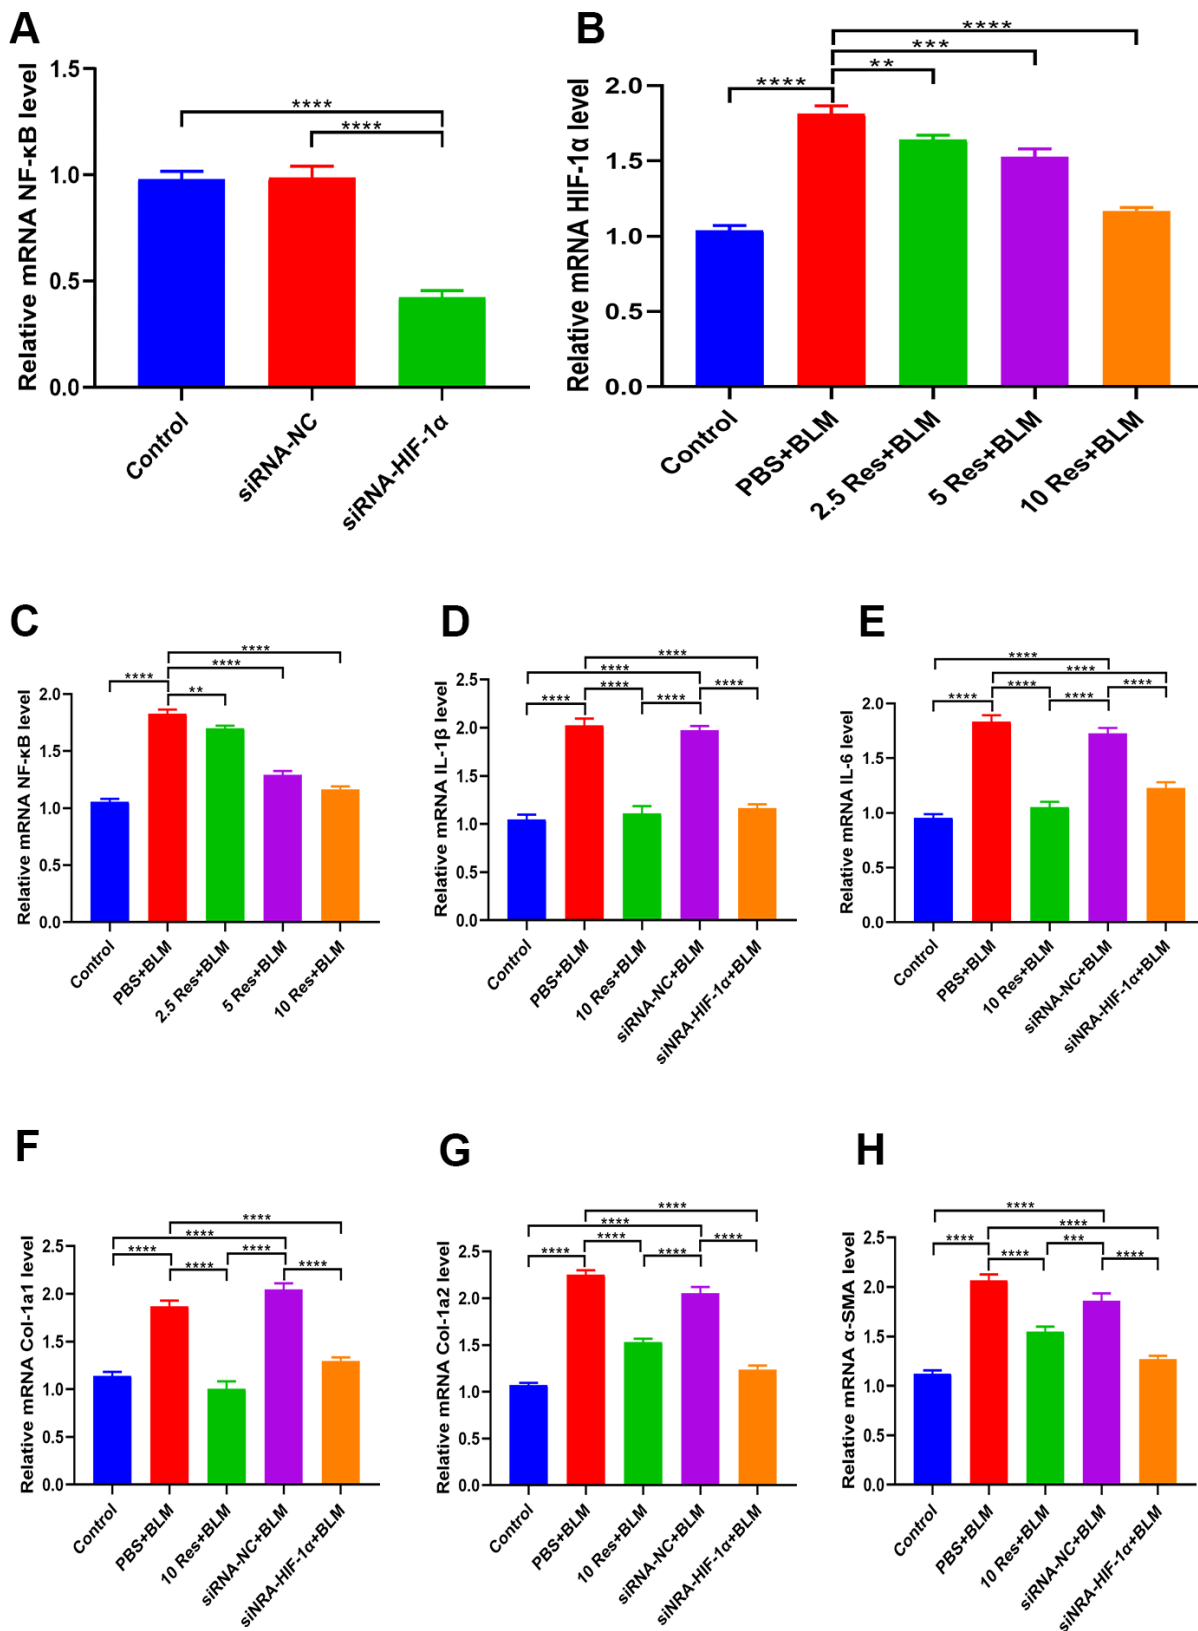 A
Relative mRNA NF-κB level
1.5
1.0
0.5
0.0
****
****
Control
siRNA-NC
siRNA-HIF-1α
B
Relative mRNA HIF-1α level
2.0
1.5
1.0
0.5
0.0
****
***
**
****
Control
PBS+BLM
2.5 Res+BLM
5 Res+BLM
10 Res+BLM
C
Relative mRNA NF-κB level
2.0
1.5
1.0
0.5
0.0
****
****
****
**
Control
PBS+BLM
2.5 Res+BLM
5 Res+BLM
10 Res+BLM
D
Relative mRNA IL-1β level
2.5
2.0
1.5
1.0
0.5
0.0
****
****
****
****
****
****
Control
PBS+BLM
10 Res+BLM
siRNA-NC+BLM
siNRA-HIF-1α+BLM
E
Relative mRNA IL-6 level
2.0
1.5
1.0
0.5
0.0
****
****
****
****
****
****
Control
PBS+BLM
10 Res+BLM
siRNA-NC+BLM
siNRA-HIF-1α+BLM
F
Relative mRNA Col-1a1 level
2.5
2.0
1.5
1.0
0.5
0.0
****
****
****
****
****
****
Control
PBS+BLM
10 Res+BLM
siRNA-NC+BLM
siNRA-HIF-1α+BLM
G
Relative mRNA Col-1a2 level
2.5
2.0
1.5
1.0
0.5
0.0
****
****
****
****
****
****
Control
PBS+BLM
10 Res+BLM
siRNA-NC+BLM
siNRA-HIF-1α+BLM
H
Relative mRNA α-SMA level
2.5
2.0
1.5
1.0
0.5
0.0
****
****
****
***
****
****
Control
PBS+BLM
10 Res+BLM
siRNA-NC+BLM
siNRA-HIF-1α+BLM